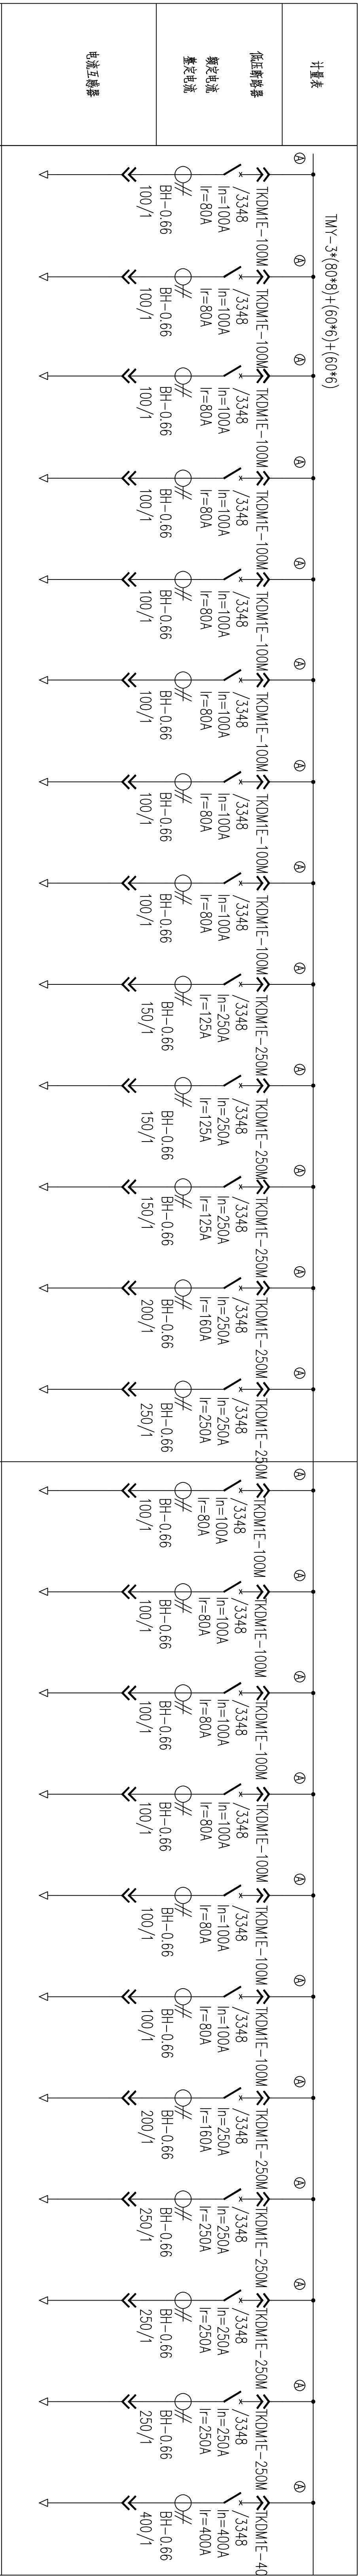 计量表
低压断路器
额定电流
整定电流
电流互感器
TMY-3*(80*8)+(60*6)+(60*6)
A
TKDM1E-100M
/3348
In=100A
Ir=80A
BH-0.66
100/1
A
TKDM1E-100M
/3348
In=100A
Ir=80A
BH-0.66
100/1
A
TKDM1E-100M
/3348
In=100A
Ir=80A
BH-0.66
100/1
A
TKDM1E-100M
/3348
In=100A
Ir=80A
BH-0.66
100/1
A
TKDM1E-100M
/3348
In=100A
Ir=80A
BH-0.66
100/1
A
TKDM1E-100M
/3348
In=100A
Ir=80A
BH-0.66
100/1
A
TKDM1E-100M
/3348
In=100A
Ir=80A
BH-0.66
100/1
A
TKDM1E-100M
/3348
In=100A
Ir=80A
BH-0.66
100/1
A
TKDM1E-250M
/3348
In=250A
Ir=125A
BH-0.66
150/1
A
TKDM1E-250M
/3348
In=250A
Ir=125A
BH-0.66
150/1
A
TKDM1E-250M
/3348
In=250A
Ir=125A
BH-0.66
150/1
A
TKDM1E-250M
/3348
In=250A
Ir=160A
BH-0.66
200/1
A
TKDM1E-250M
/3348
In=250A
Ir=250A
BH-0.66
250/1
A
TKDM1E-100M
/3348
In=100A
Ir=80A
BH-0.66
100/1
A
TKDM1E-100M
/3348
In=100A
Ir=80A
BH-0.66
100/1
A
TKDM1E-100M
/3348
In=100A
Ir=80A
BH-0.66
100/1
A
TKDM1E-100M
/3348
In=100A
Ir=80A
BH-0.66
100/1
A
TKDM1E-100M
/3348
In=100A
Ir=80A
BH-0.66
100/1
A
TKDM1E-100M
/3348
In=100A
Ir=80A
BH-0.66
100/1
A
TKDM1E-250M
/3348
In=250A
Ir=160A
BH-0.66
200/1
A
TKDM1E-250M
/3348
In=250A
Ir=250A
BH-0.66
250/1
A
TKDM1E-250M
/3348
In=250A
Ir=250A
BH-0.66
250/1
A
TKDM1E-250M
/3348
In=250A
Ir=250A
BH-0.66
250/1
A
TKDM1E-40
/3348
In=400A
Ir=400A
BH-0.66
400/1